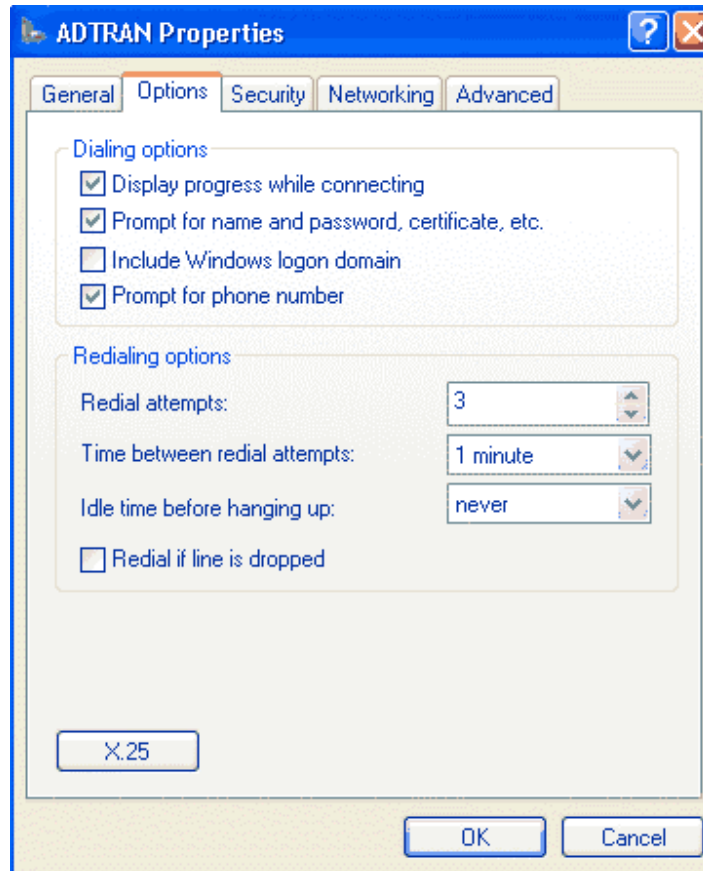 ADTRAN Properties
General Options Security Networking Advanced
Dialing options
Display progress while connecting
Prompt for name and password, certificate, etc.
Include Windows logon domain
Prompt for phone number
Redialing options
Redial attempts: 3
Time between redial attempts: 1 minute
Idle time before hanging up: never
Redial if line is dropped
X.25
OK Cancel